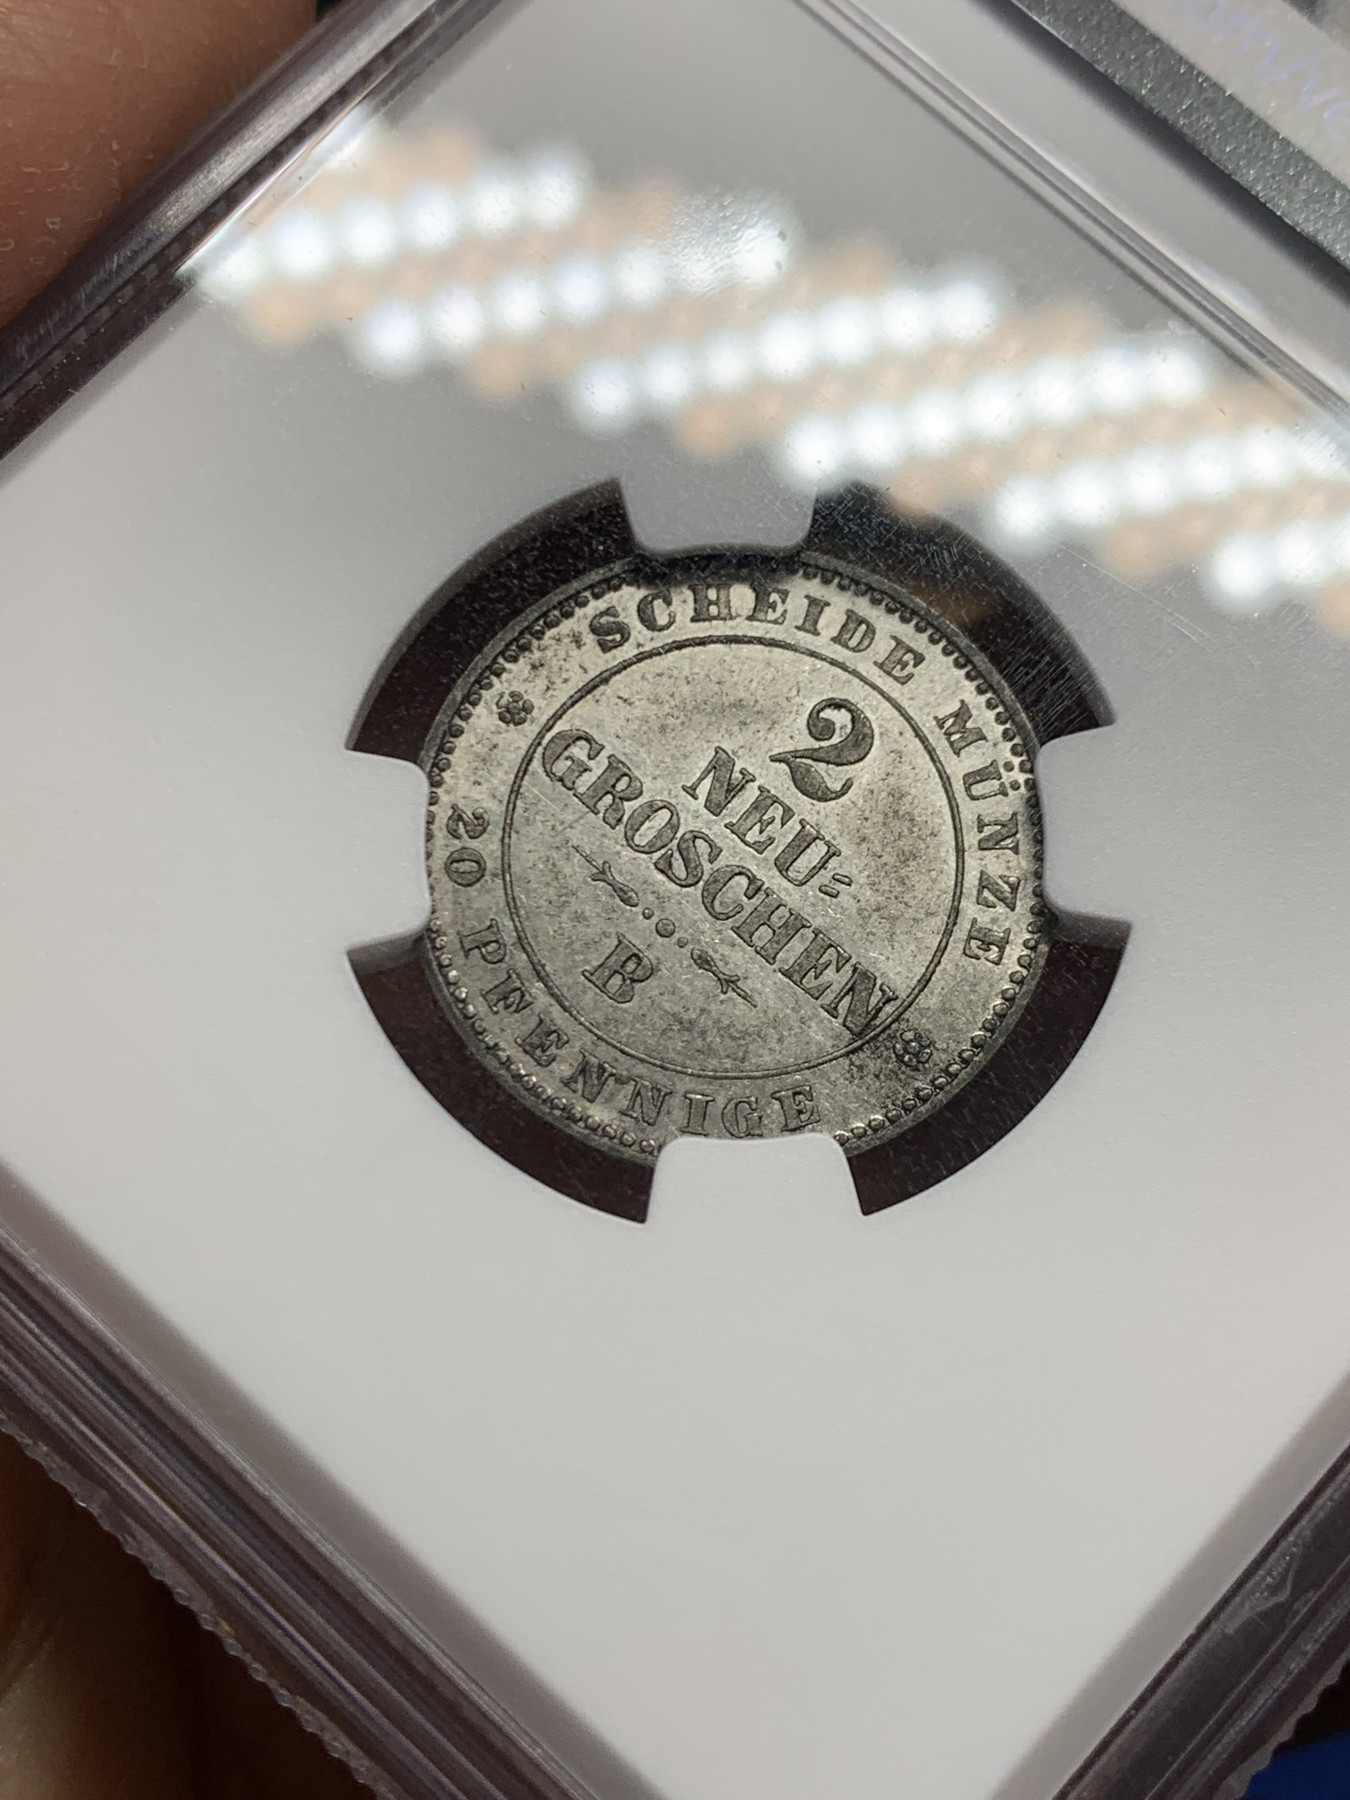 SCHEIDE MÜNZE
2
NEU=
GROSCHEN
B
20 PFENNIGE